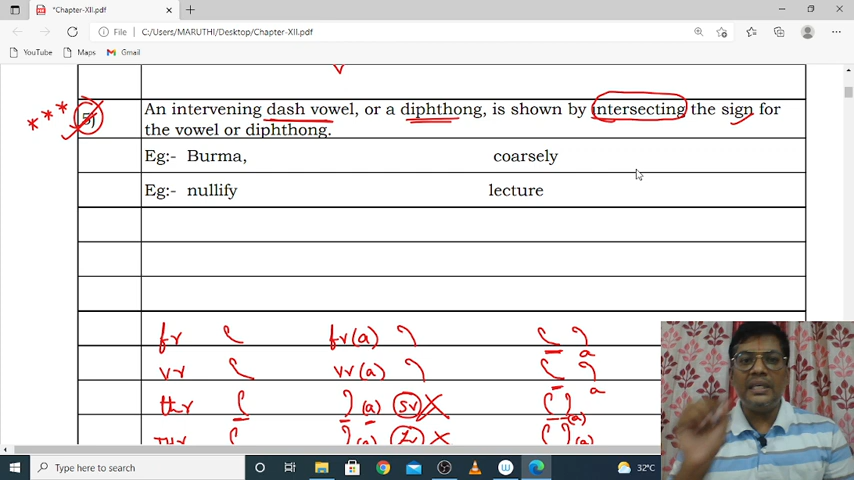 *Chapter-XII.pdf
File C:/Users/MARUTHI/Desktop/Chapter-XII.pdf
YouTube Maps Gmail
*** 5) An intervening dash vowel, or a diphthong, is shown by intersecting the sign for
the vowel or diphthong.
Eg:- Burma, coarsely
Eg:- nullify lecture
fr fr(a)
a
vr vr(a)
a
thr (a) sv (a)
(a) zv (a)
Type here to search 32°C